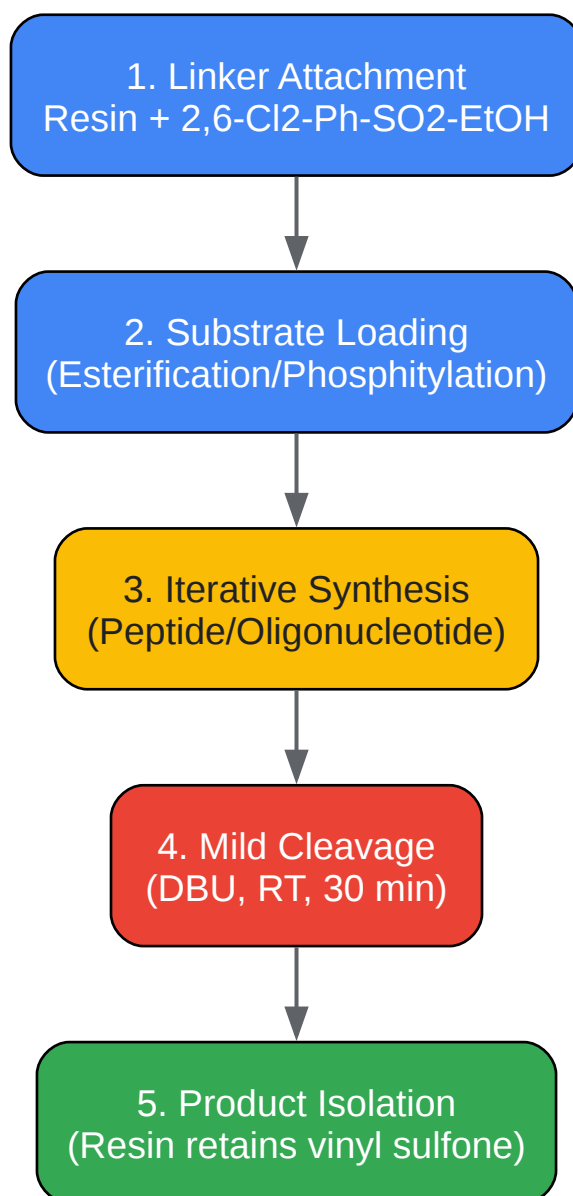 1. Linker Attachment
Resin + 2,6-Cl2-Ph-SO2-EtOH
2. Substrate Loading
(Esterification/Phosphitylation)
3. Iterative Synthesis
(Peptide/Oligonucleotide)
4. Mild Cleavage
(DBU, RT, 30 min)
5. Product Isolation
(Resin retains vinyl sulfone)